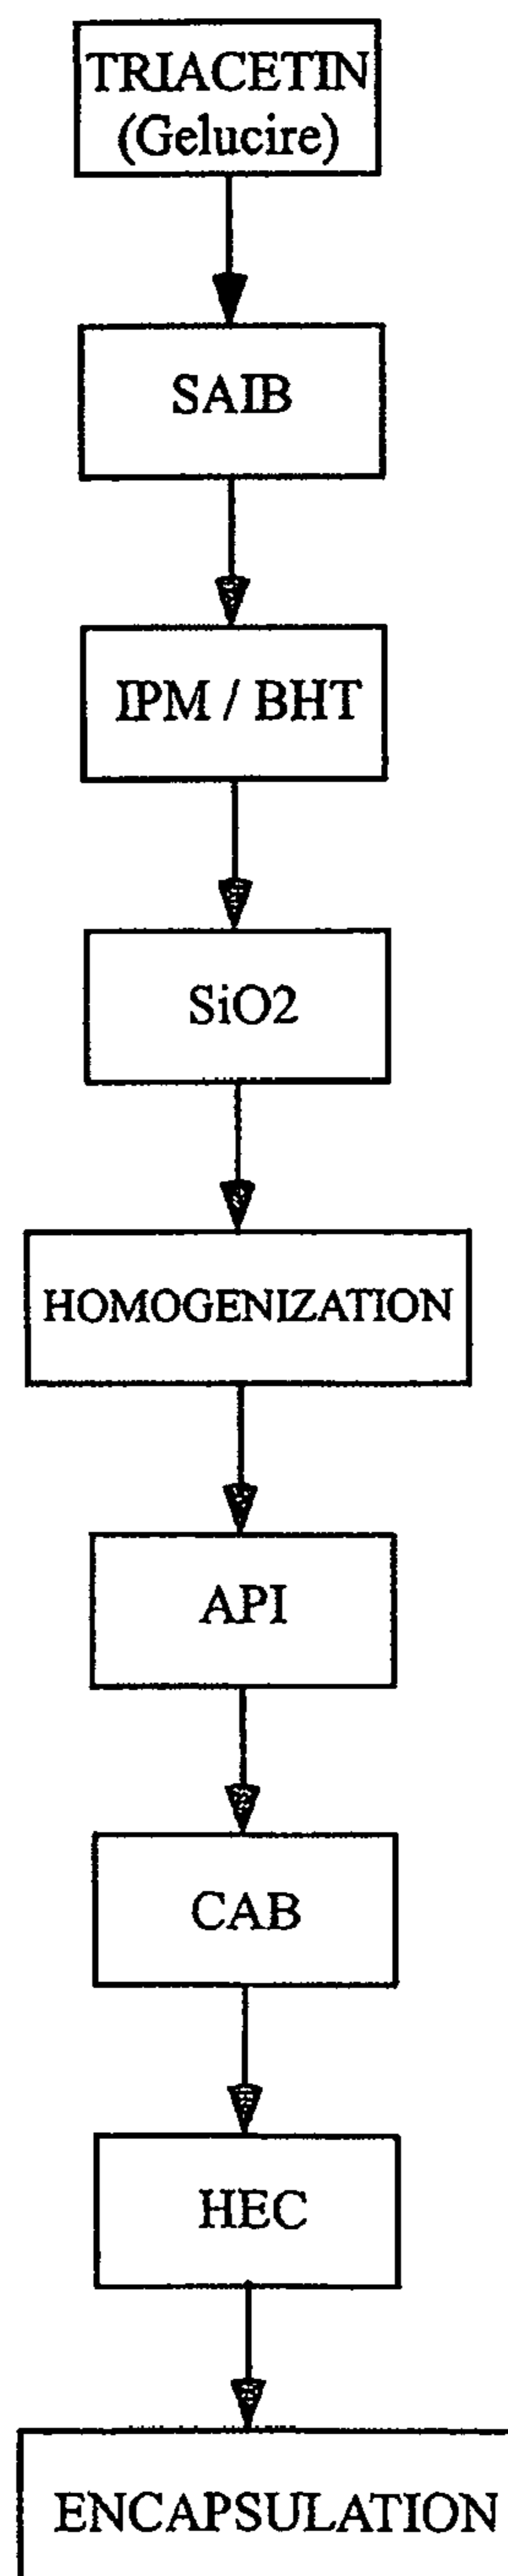 TRIACETIN
(Gelucire)
SAIB
IPM / BHT
SiO2
HOMOGENIZATION
API
CAB
HEC
ENCAPSULATION